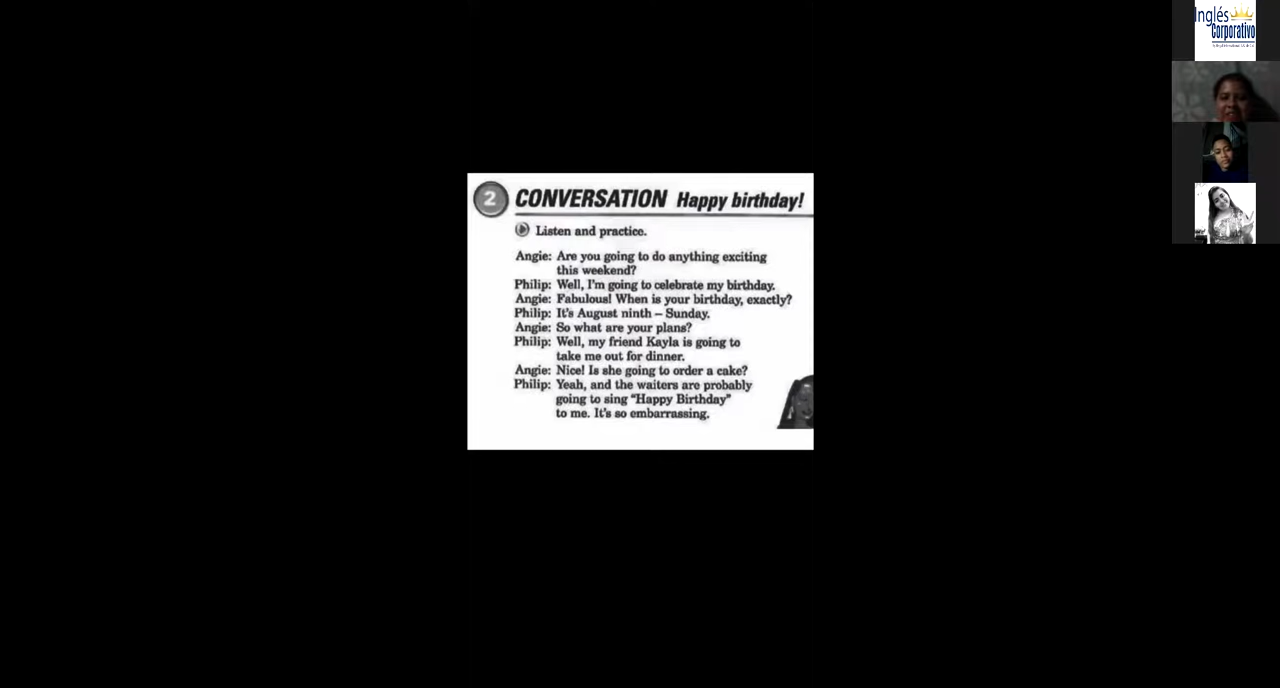 Inglés
Corporativo
2 CONVERSATION Happy birthday!
Listen and practice.
Angie: Are you going to do anything exciting
this weekend?
Philip: Well, I'm going to celebrate my birthday.
Angie: Fabulous! When is your birthday, exactly?
Philip: It's August ninth – Sunday.
Angie: So what are your plans?
Philip: Well, my friend Kayla is going to
take me out for dinner.
Angie: Nice! Is she going to order a cake?
Philip: Yeah, and the waiters are probably
going to sing "Happy Birthday"
to me. It's so embarrassing.